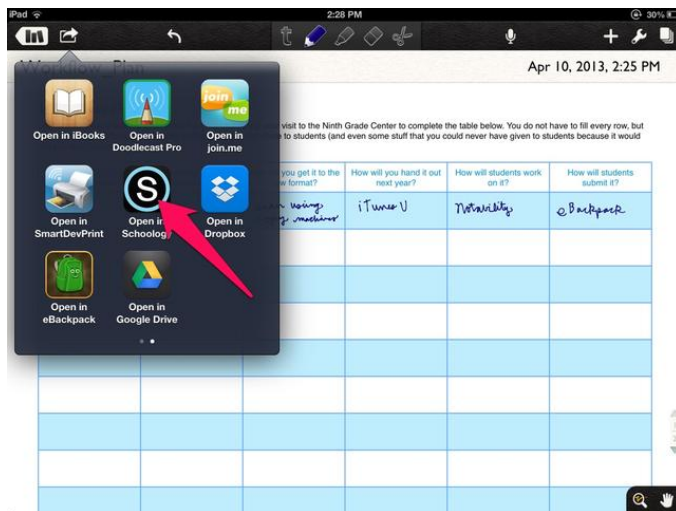 iPad 2:28 PM 30%
t
Workflow_Plan Apr 10, 2013, 2:25 PM
Open in iBooks
Open in Doodlecast Pro
join me
Open in join.me
Open in SmartDevPrint
S
Open in Schoology
Open in Dropbox
Open in eBackpack
Open in Google Drive
visit to the Ninth Grade Center to complete the table below. You do not have to fill every row, but
to students (and even some stuff that you could never have given to students because it would
you get it to the
format?
How will you hand it out
next year?
How will students work
on it?
How will students
submit it?
using
machines
iTunes U
Notability
eBackpack